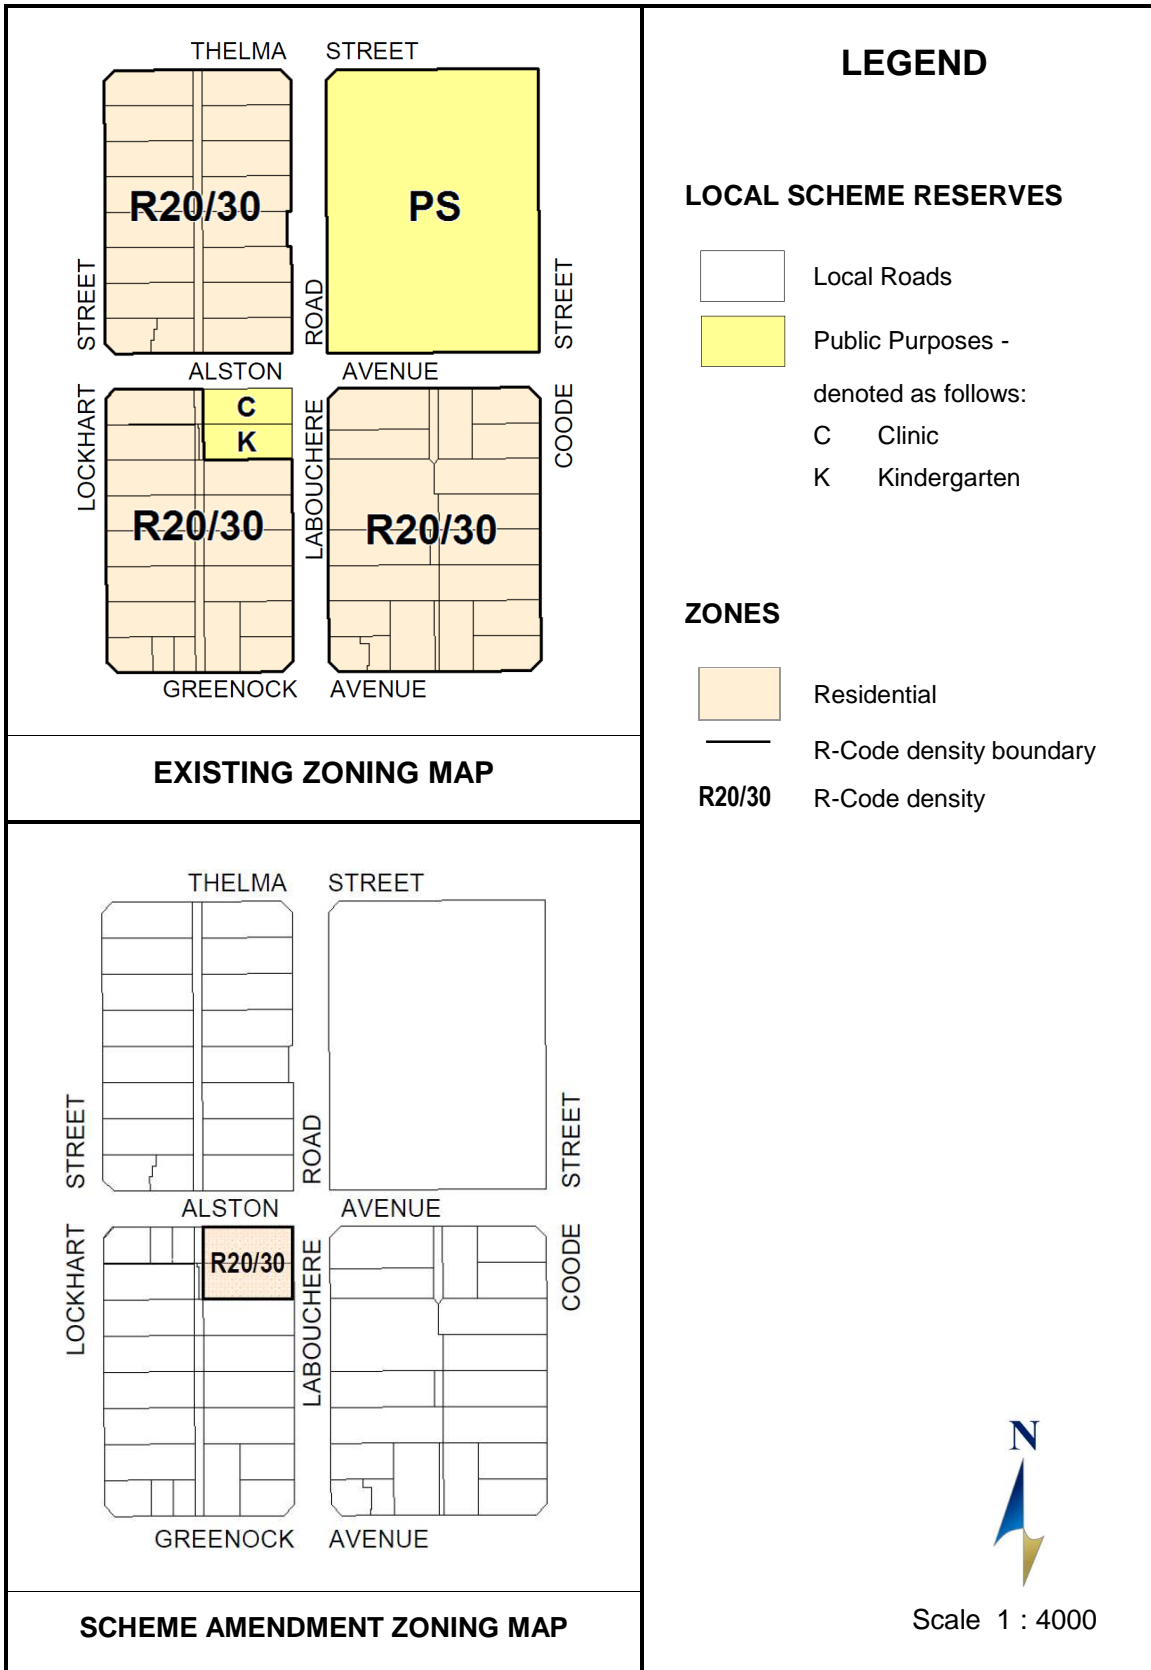 THELMA STREET
R20/30
PS
STREET
ROAD
STREET
ALSTON AVENUE
C
K
LOCKHART
LABOUCHERE
COODE
R20/30
R20/30
GREENOCK AVENUE
EXISTING ZONING MAP
THELMA STREET
STREET
ROAD
STREET
ALSTON AVENUE
R20/30
LOCKHART
LABOUCHERE
COODE
GREENOCK AVENUE
SCHEME AMENDMENT ZONING MAP
LEGEND
LOCAL SCHEME RESERVES
Local Roads
Public Purposes -
denoted as follows:
C Clinic
K Kindergarten
ZONES
Residential
R-Code density boundary
R20/30 R-Code density
N
Scale 1 : 4000